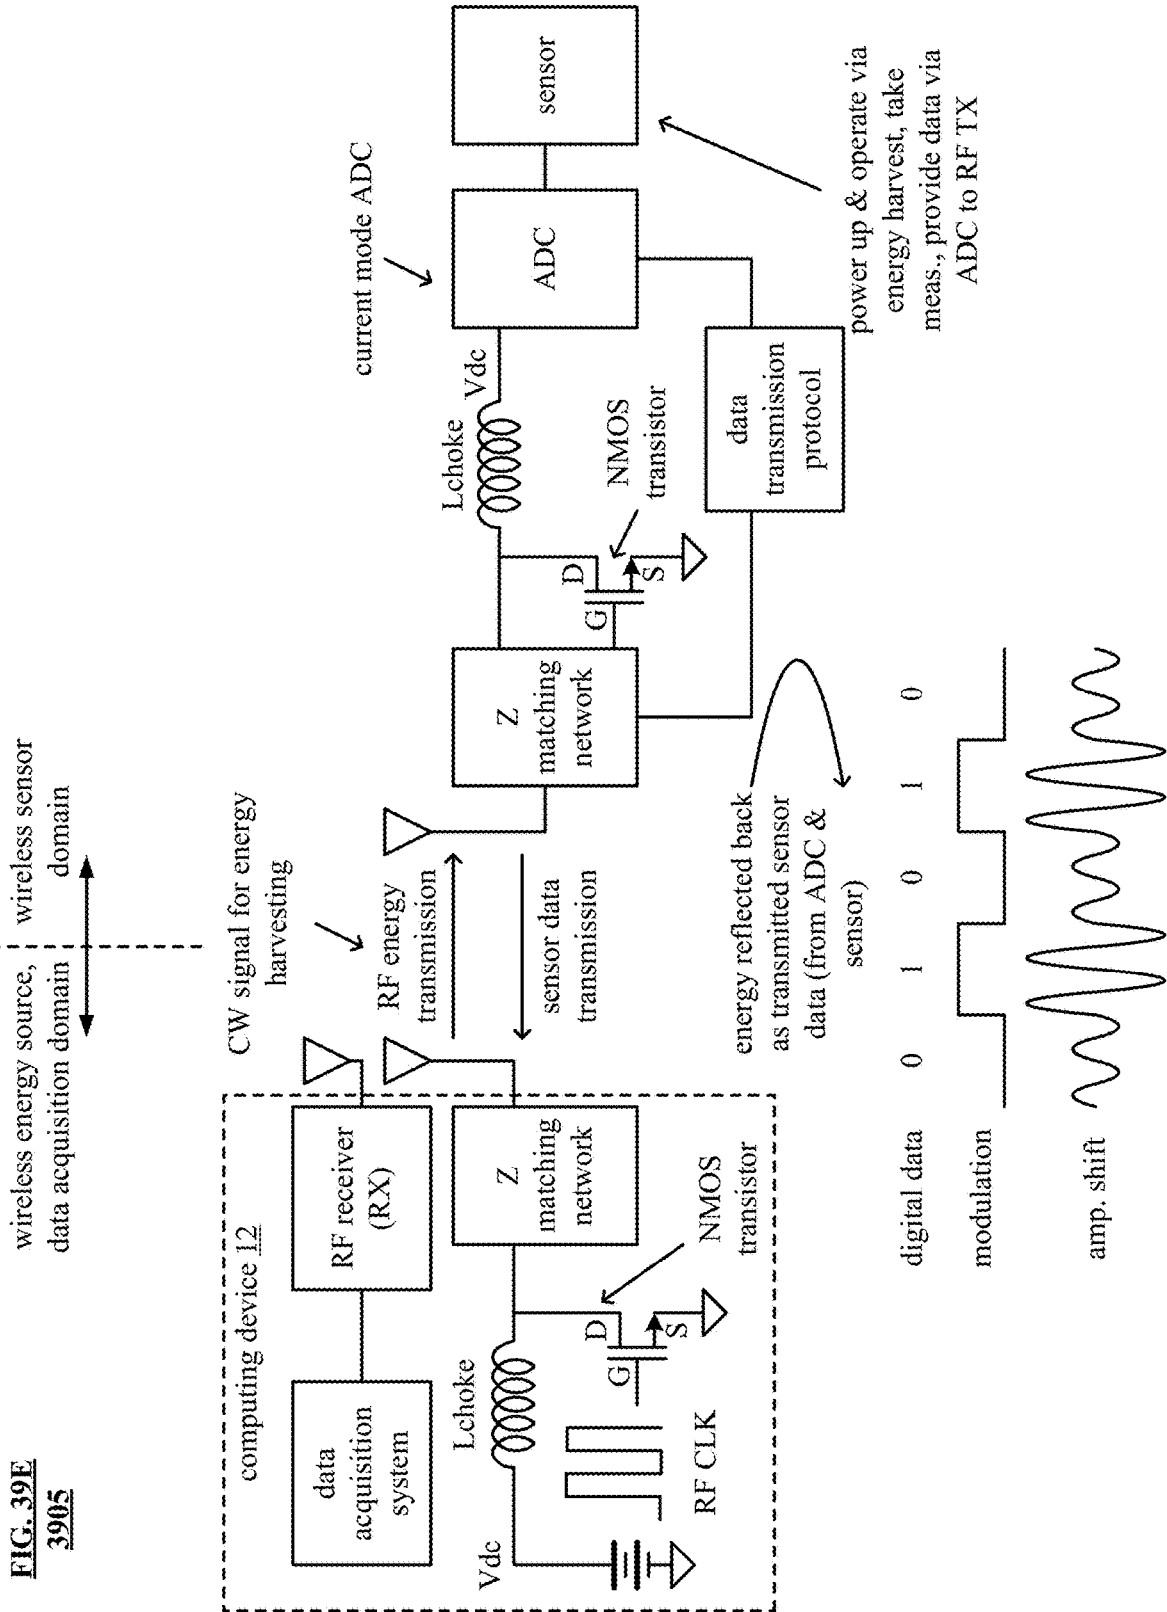 FIG. 39E
3905
wireless energy source,
data acquisition domain
wireless sensor
domain
computing device 12
data
acquisition
system
RF receiver
(RX)
CW signal for energy
harvesting
RF energy
transmission
sensor data
transmission
Vdc
Lchoke
Z
matching
network
D
G
S
RF CLK
NMOS
transistor
Z
matching
network
Lchoke
Vdc
D
G
S
NMOS
transistor
current mode ADC
ADC
sensor
data
transmission
protocol
power up & operate via
energy harvest, take
meas., provide data via
ADC to RF TX
energy reflected back
as transmitted sensor
data (from ADC &
sensor)
digital data 0 1 0 1 0
modulation
amp. shift